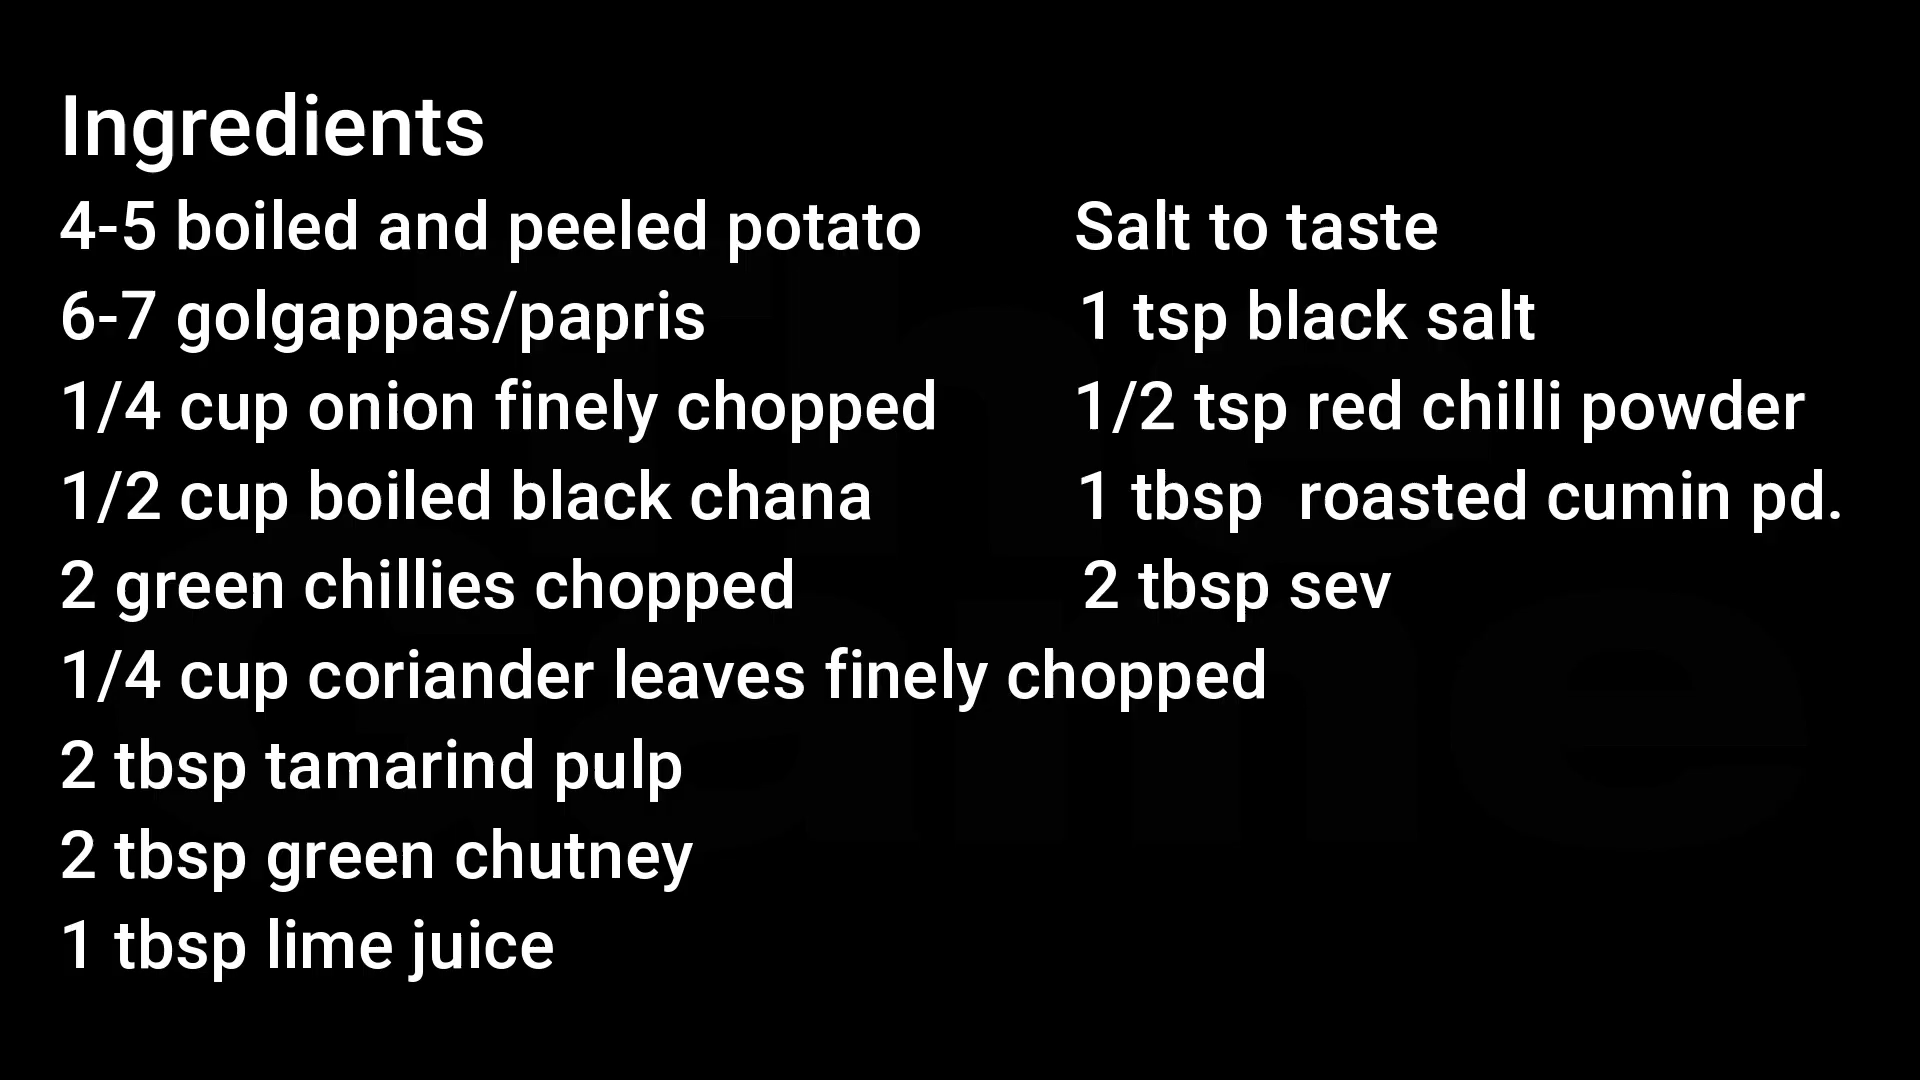 Ingredients
4-5 boiled and peeled potato
6-7 golgappas/papris
1/4 cup onion finely chopped
1/2 cup boiled black chana
2 green chillies chopped
1/4 cup coriander leaves finely chopped
2 tbsp tamarind pulp
2 tbsp green chutney
1 tbsp lime juice
Salt to taste
1 tsp black salt
1/2 tsp red chilli powder
1 tbsp  roasted cumin pd.
2 tbsp sev